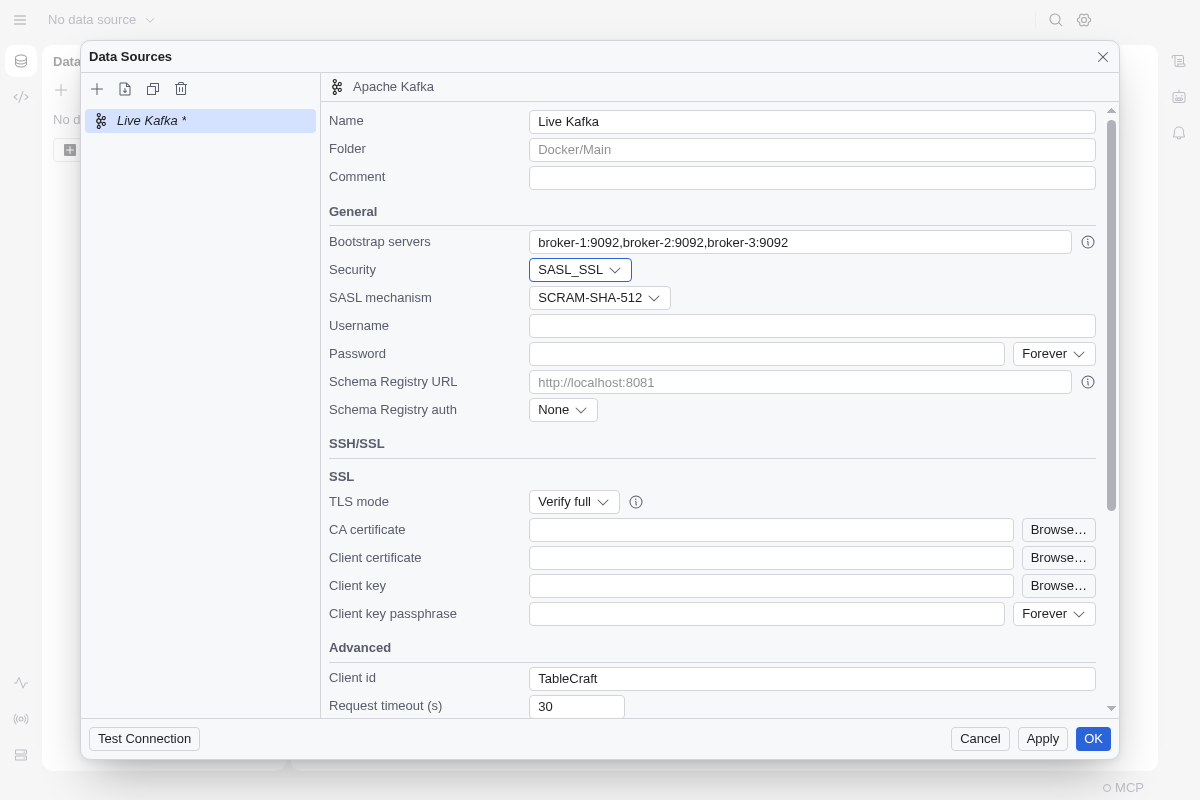 No data source
Data Sources
Data
No d
Live Kafka *
Apache Kafka
Name
Live Kafka
Folder
Docker/Main
Comment
General
Bootstrap servers
broker-1:9092,broker-2:9092,broker-3:9092
Security
SASL_SSL
SASL mechanism
SCRAM-SHA-512
Username
Password
Forever
Schema Registry URL
http://localhost:8081
Schema Registry auth
None
SSH/SSL
SSL
TLS mode
Verify full
CA certificate
Browse…
Client certificate
Browse…
Client key
Browse…
Client key passphrase
Forever
Advanced
Client id
TableCraft
Request timeout (s)
30
Test Connection
Cancel
Apply
OK
MCP